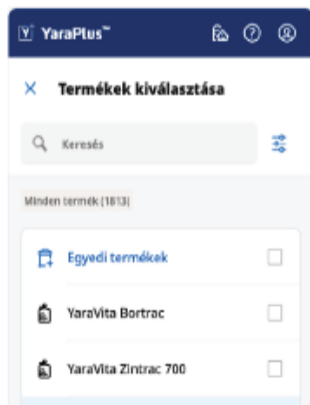 YaraPlus™
Termékek kiválasztása
Keresés
Minden termék (1813)
Egyedi termékek
YaraVita Bortrac
YaraVita Zintrac 700